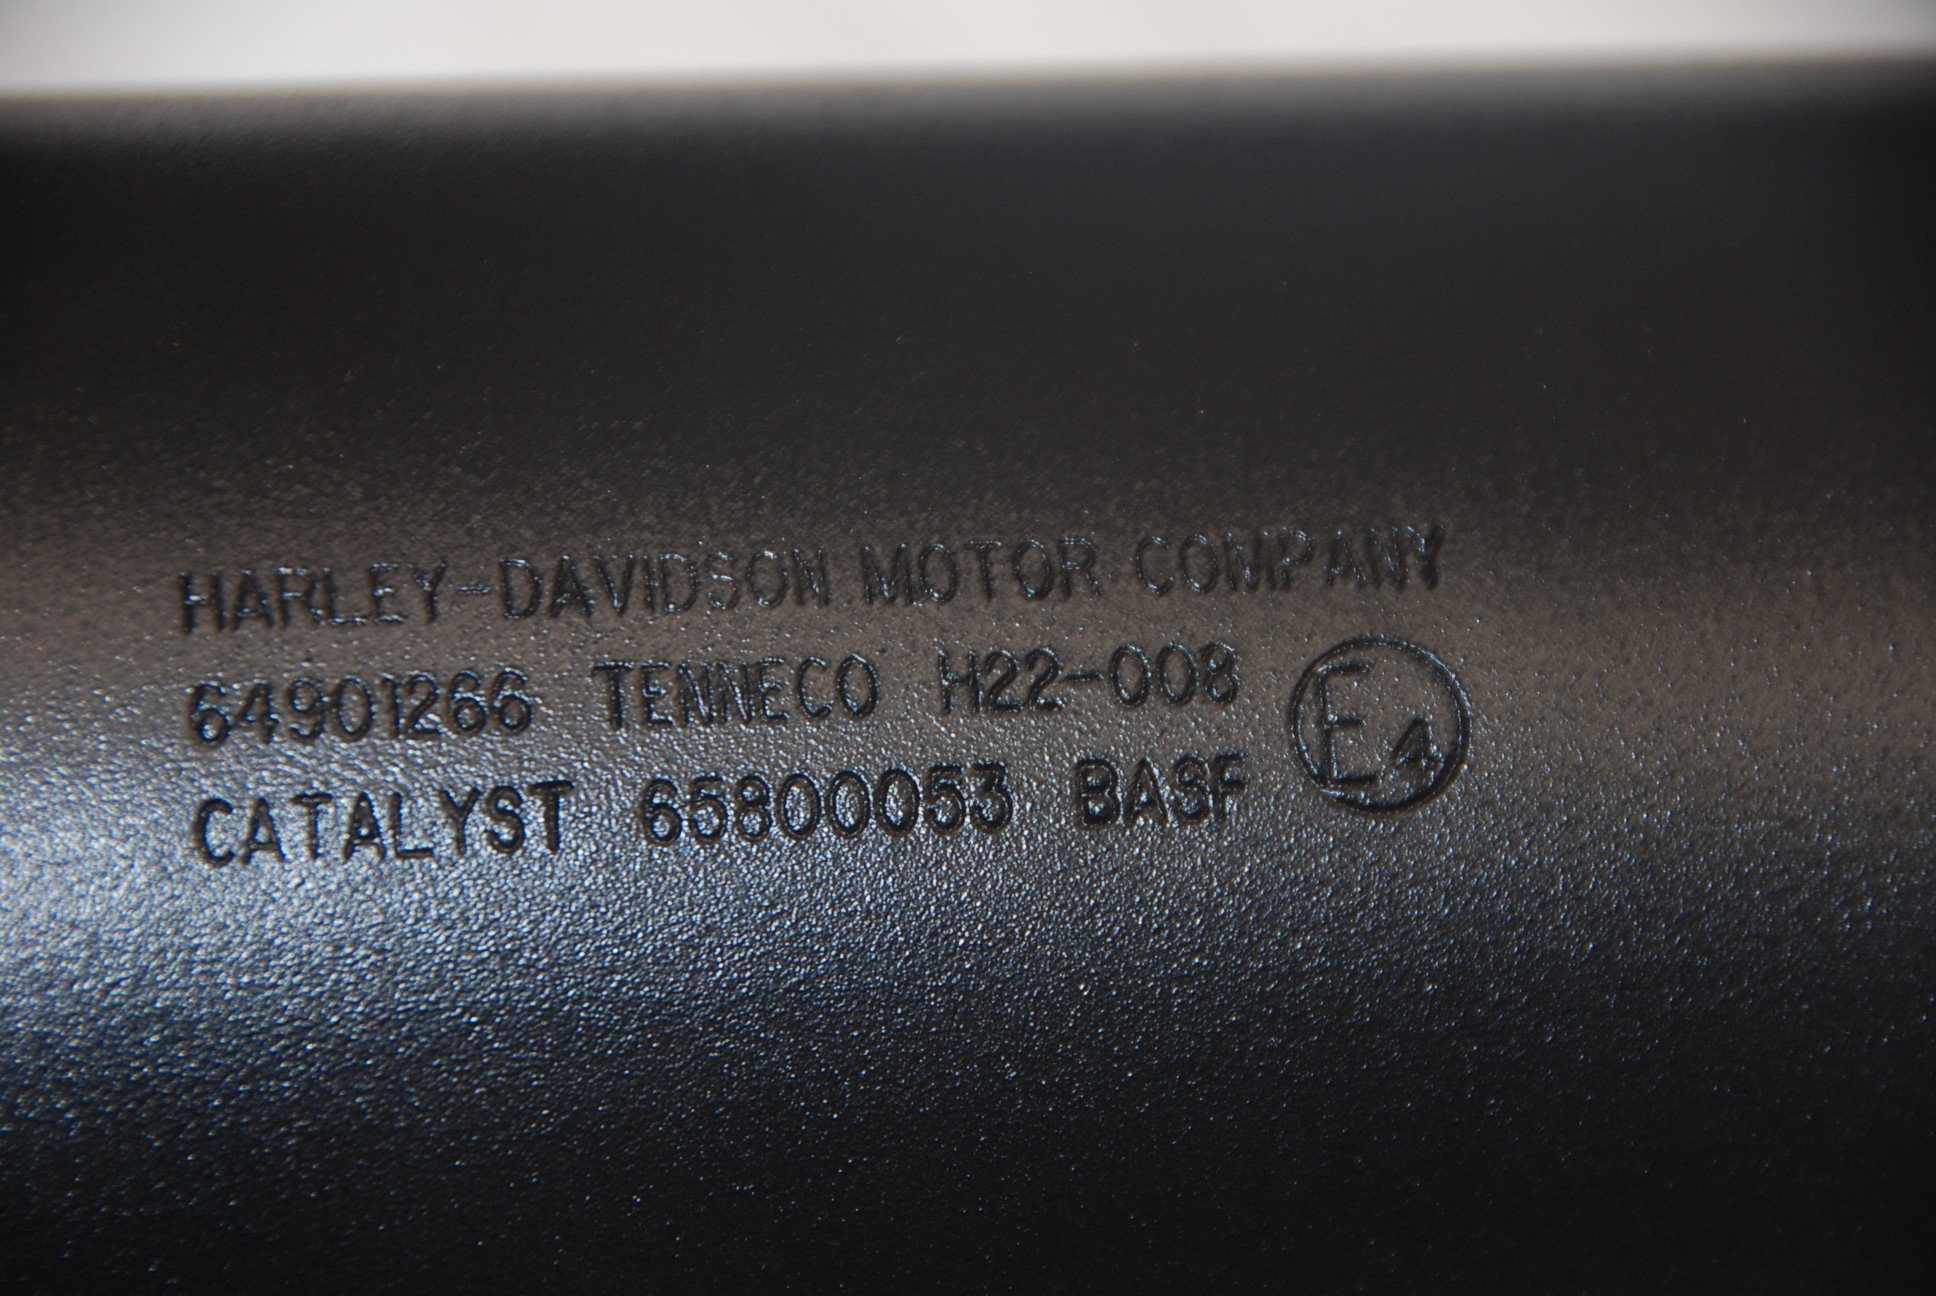 HARLEY-DAVIDSON MOTOR COMPANY
64901266 TENNECO H22-008
CATALYST 65800053 BASF
E4